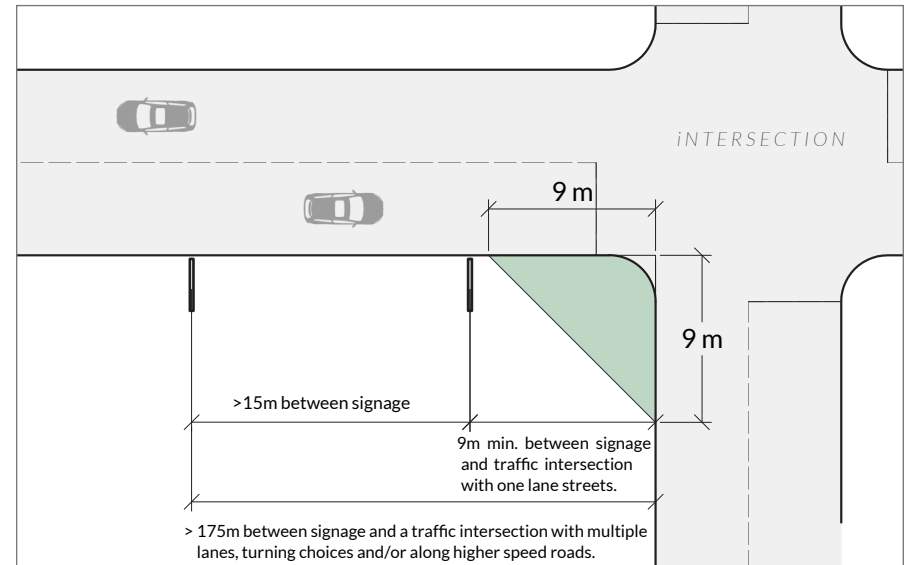 iNTERSECTION
9 m
9 m
>15m between signage
9m min. between signage
and traffic intersection
with one lane streets.
> 175m between signage and a traffic intersection with multiple
lanes, turning choices and/or along higher speed roads.